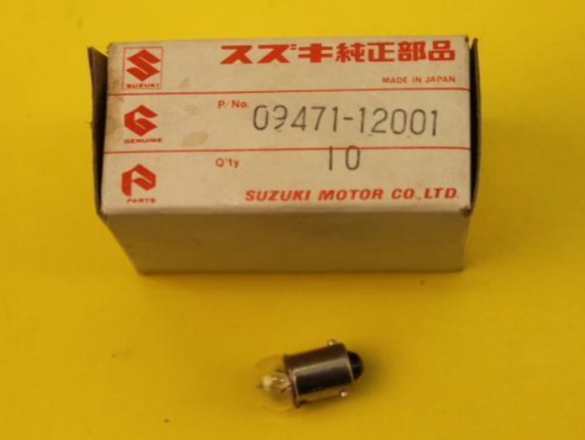 スズキ純正部品
SUZUKI
MADE IN JAPAN
P/No.
09471-12001
GENUINE
Q'ty
10
PARTS
SUZUKI MOTOR CO.,LTD.